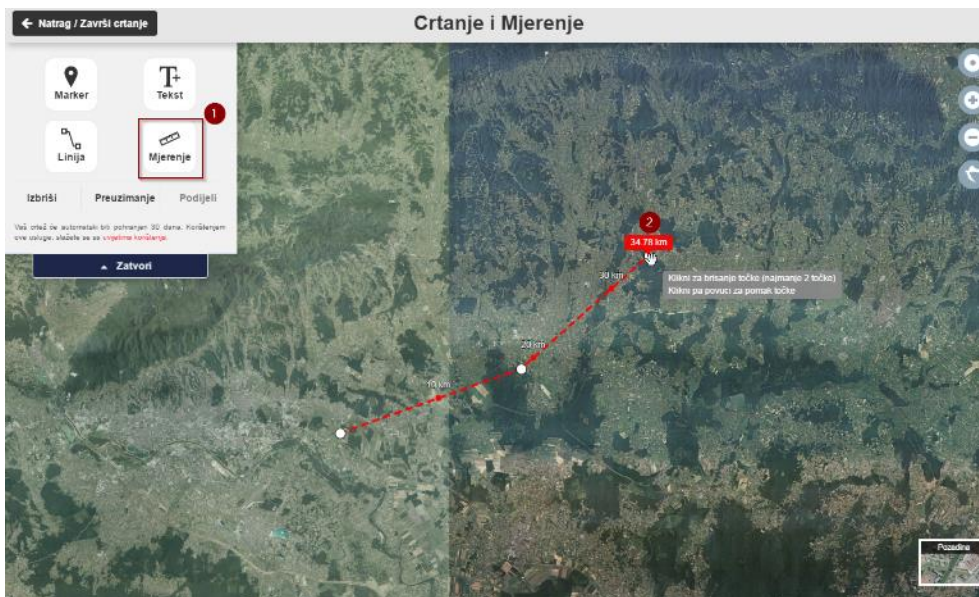 Natrag / Završi crtanje
Crtanje i Mjerenje
Marker
Tekst
1
Linija
Mjerenje
Izbriši Preuzimanje Podijeli
Vaš crtež će automatski biti pohranjen 30 dana. Korištenjem
ove usluge, slažete se sa uvjetima korištenja.
Zatvori
2
34.78 km
30 km
Klikni za brisanje točke (najmanje 2 točke)
Klikni pa povuci za pomak točke
20 km
10 km
Pozadina